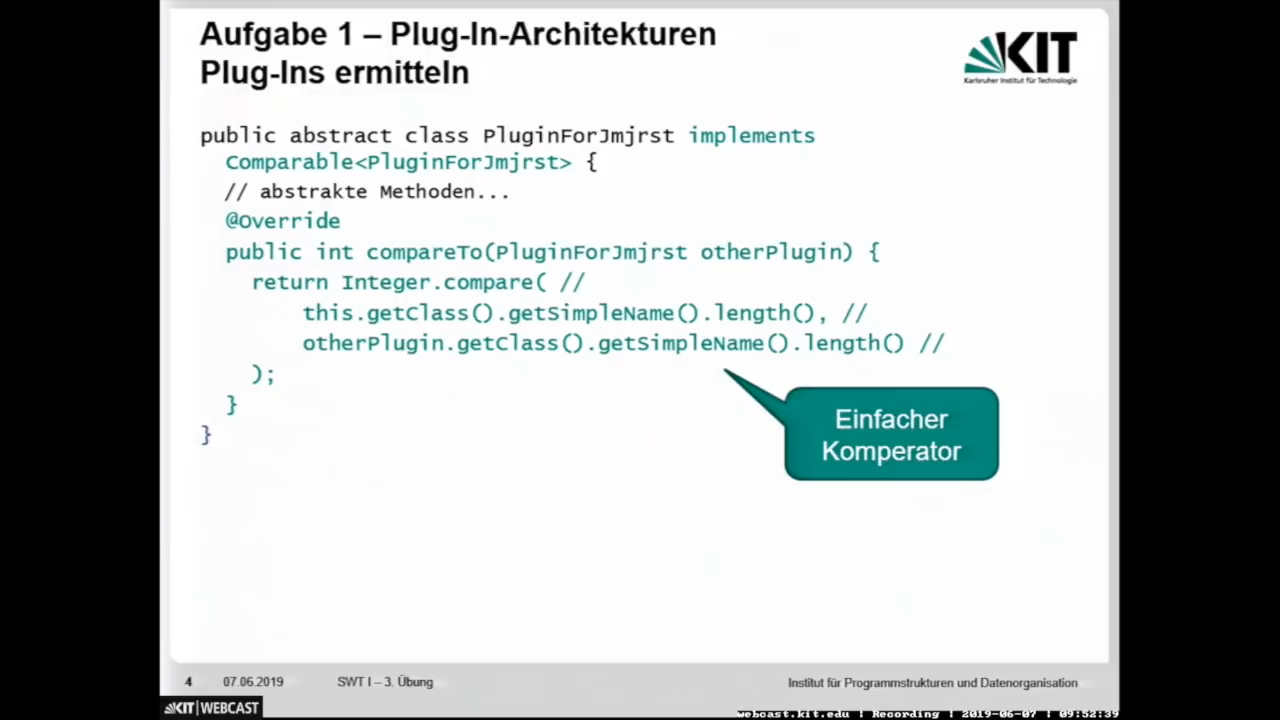 Aufgabe 1 – Plug-In-Architekturen
Plug-Ins ermitteln
KIT
Karlsruher Institut für Technologie
public abstract class PluginForJmjrst implements
Comparable<PluginForJmjrst> {
// abstrakte Methoden...
@Override
public int compareTo(PluginForJmjrst otherPlugin) {
return Integer.compare( //
this.getClass().getSimpleName().length(), //
otherPlugin.getClass().getSimpleName().length() //
);
}
}
Einfacher
Komperator
4 07.06.2019 SWT I – 3. Übung Institut für Programmstrukturen und Datenorganisation
KIT | WEBCAST
webcast.kit.edu | Recording | 2019-06-07 | 09:52:39